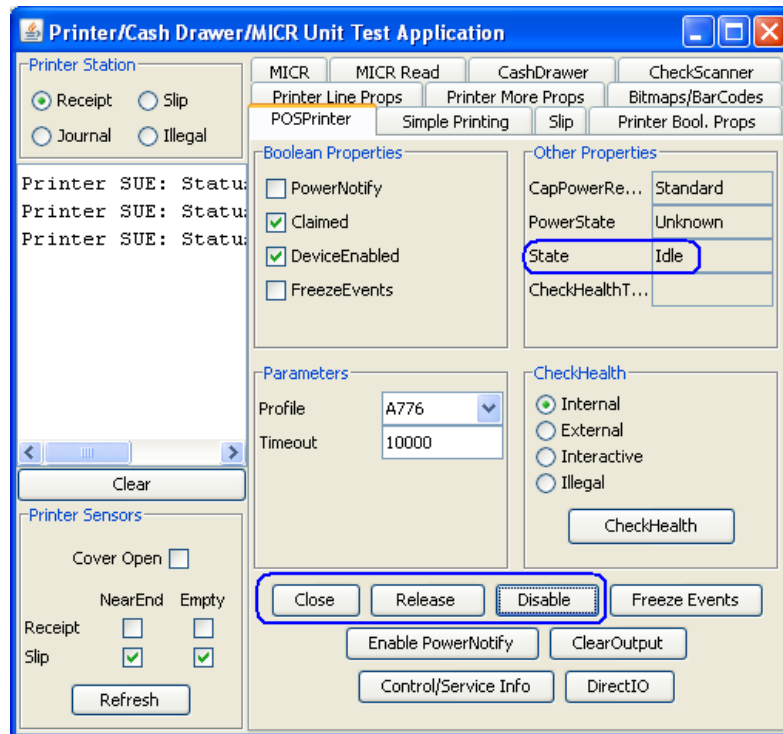 Printer/Cash Drawer/MICR Unit Test Application
Printer Station
Receipt Slip
Journal Illegal
Printer SUE: Statu
Printer SUE: Statu
Printer SUE: Statu
Clear
Printer Sensors
Cover Open
NearEnd Empty
Receipt
Slip
Refresh
MICR MICR Read CashDrawer CheckScanner
Printer Line Props Printer More Props Bitmaps/BarCodes
POSPrinter Simple Printing Slip Printer Bool. Props
Boolean Properties
PowerNotify
Claimed
DeviceEnabled
FreezeEvents
Other Properties
CapPowerRe... Standard
PowerState Unknown
State Idle
CheckHealthT...
Parameters
Profile A776
Timeout 10000
CheckHealth
Internal
External
Interactive
Illegal
CheckHealth
Close Release Disable Freeze Events
Enable PowerNotify ClearOutput
Control/Service Info DirectIO